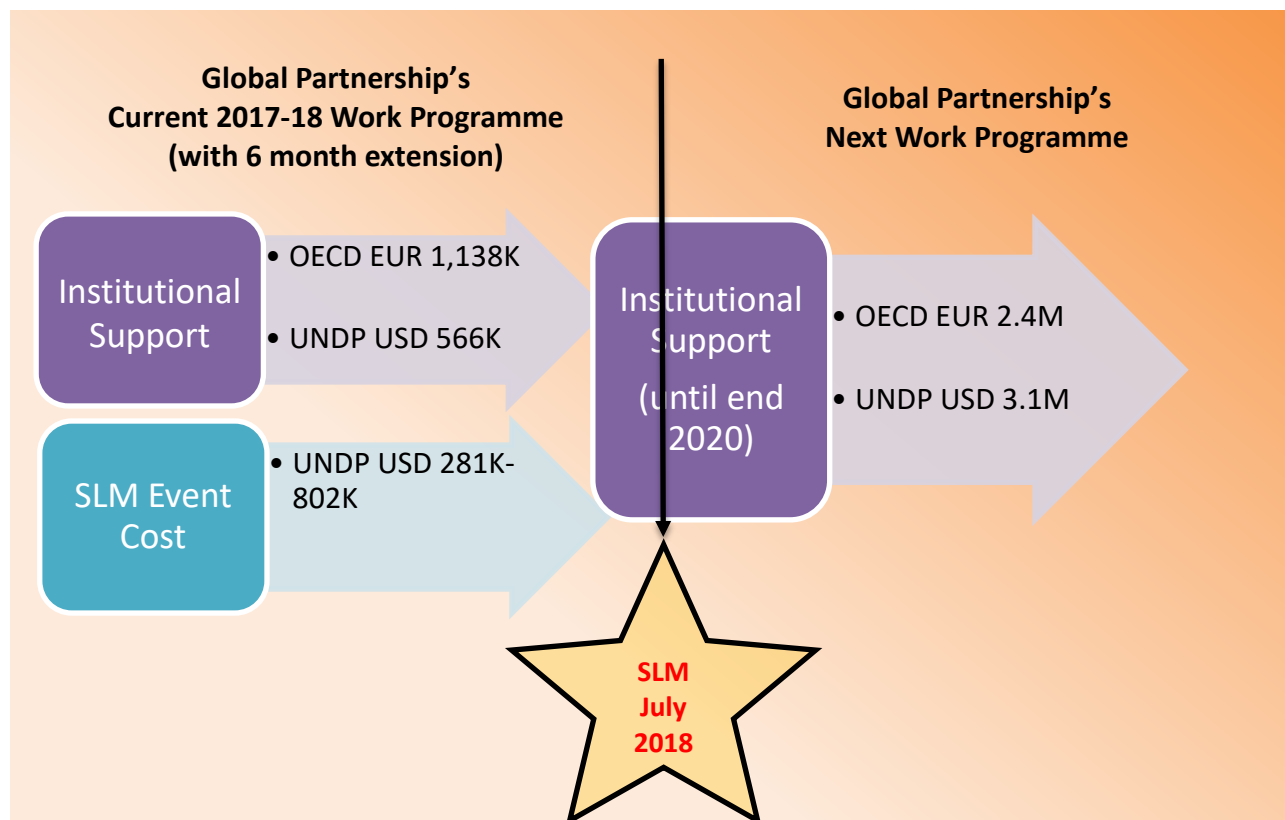 Global Partnership's
Current 2017-18 Work Programme
(with 6 month extension)
Global Partnership's
Next Work Programme
Institutional
Support
• OECD EUR 1,138K
• UNDP USD 566K
Institutional
Support
(until end
2020)
• OECD EUR 2.4M
• UNDP USD 3.1M
SLM Event
Cost
• UNDP USD 281K-
802K
SLM
July
2018